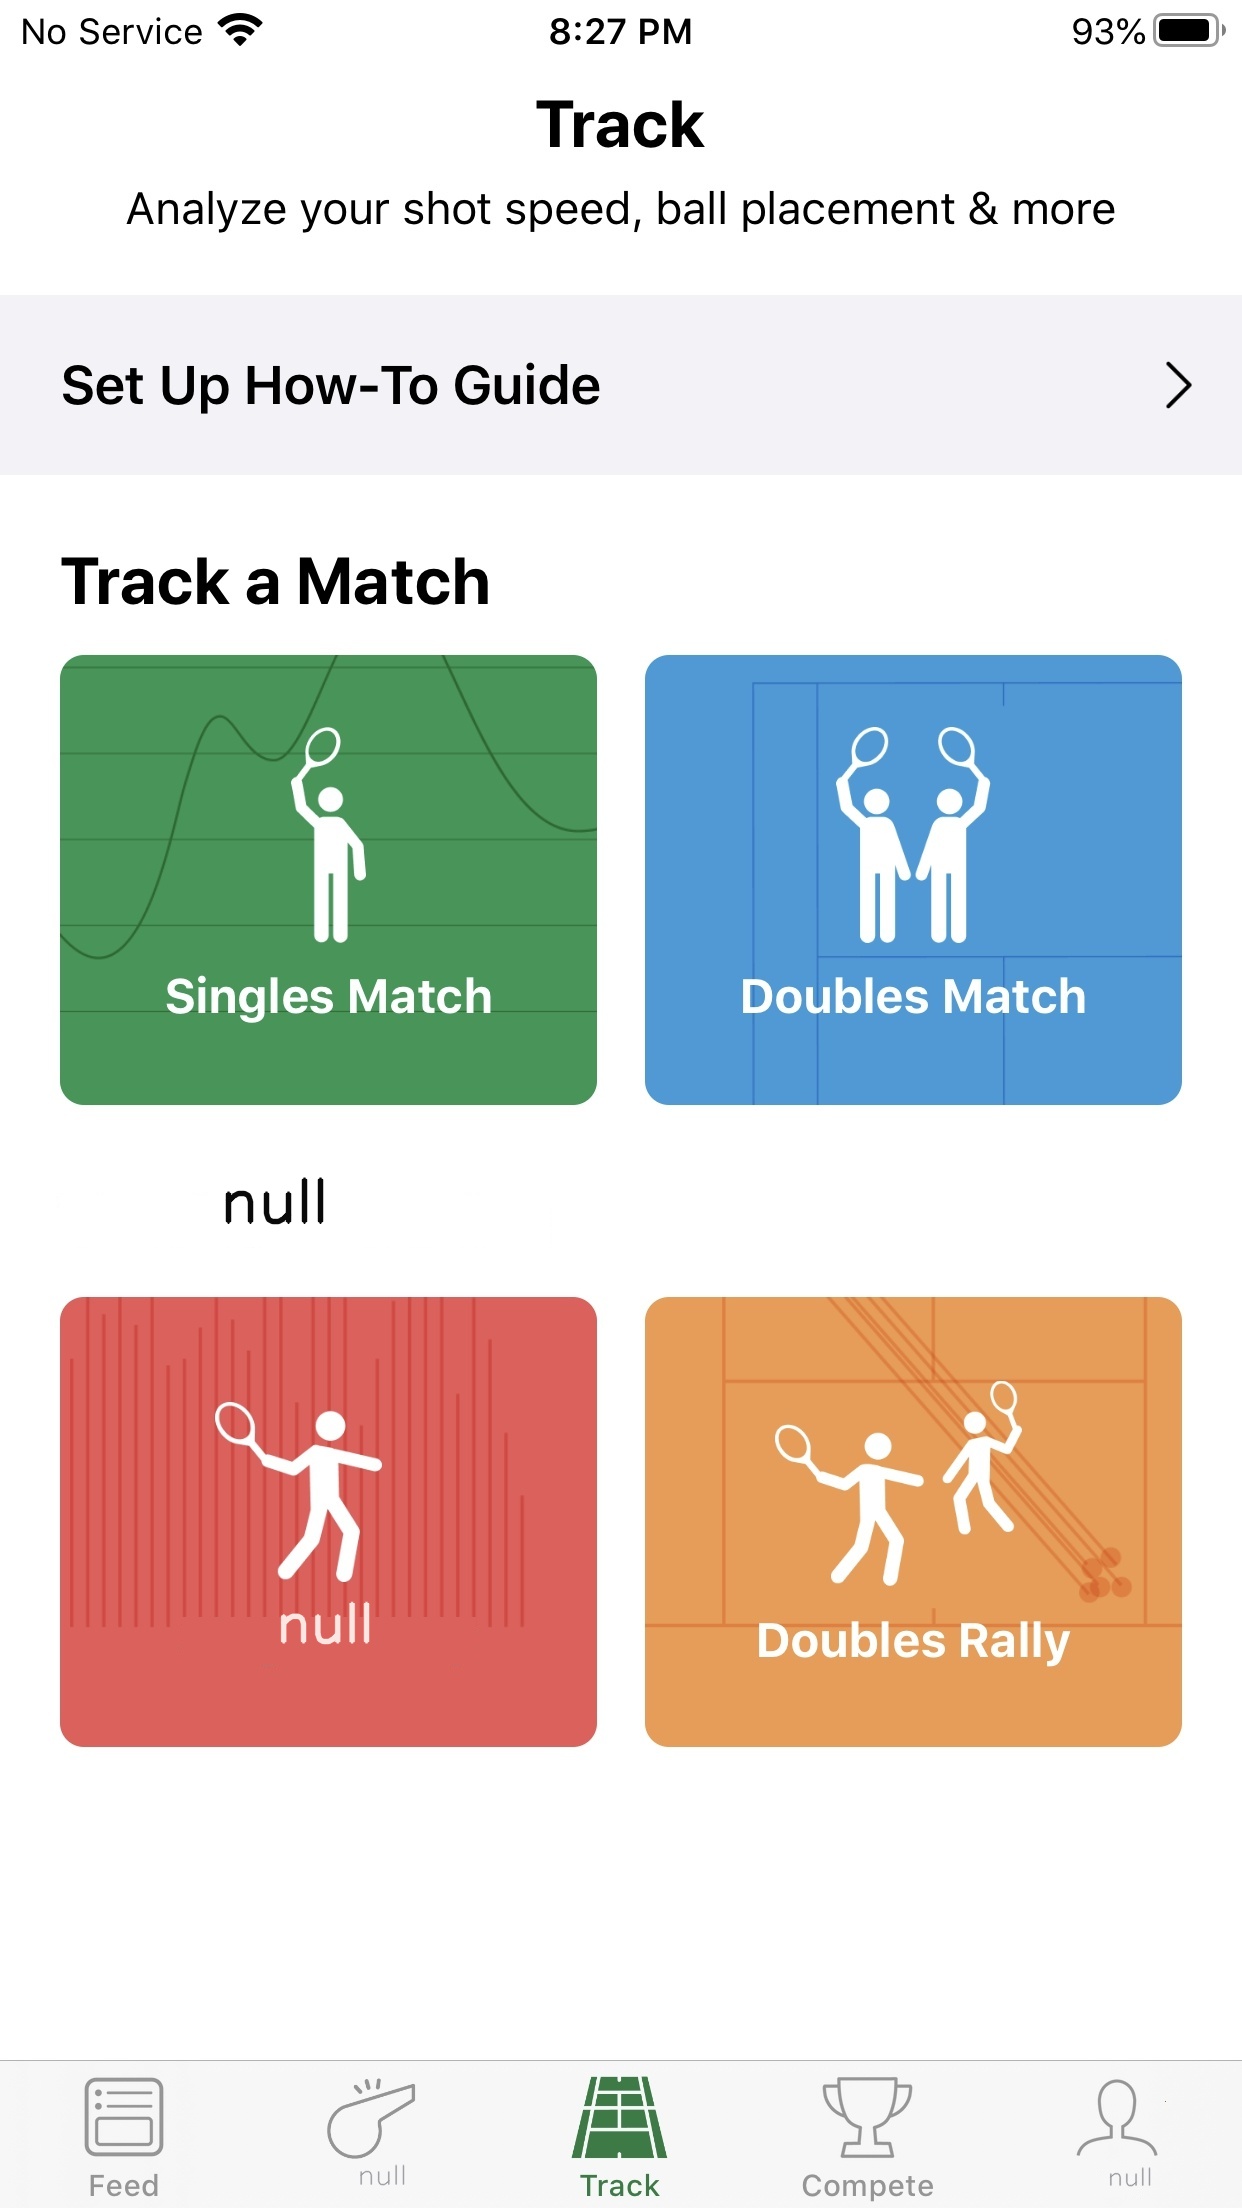 No Service 8:27 PM 93%
Track
Analyze your shot speed, ball placement & more
Set Up How-To Guide
Track a Match
Singles Match Doubles Match
null
null
Doubles Rally
Feed null Track Compete null